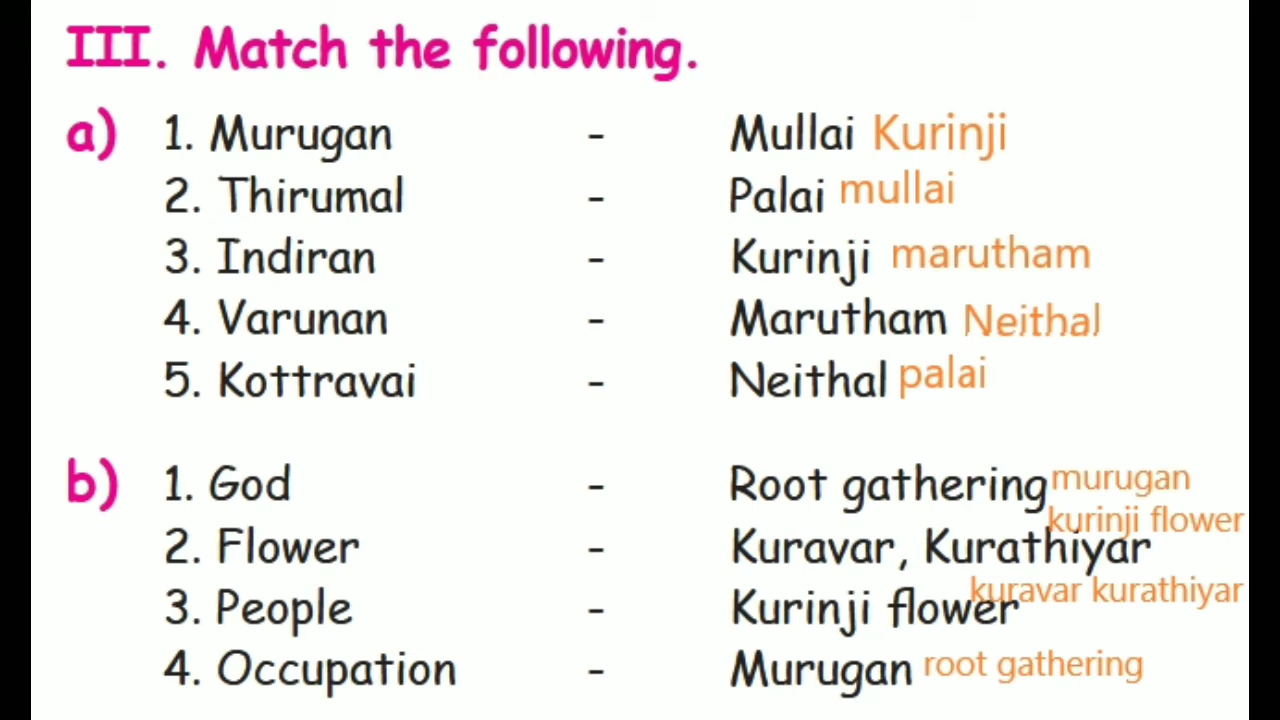 III. Match the following.
a) 1. Murugan - Mullai Kurinji
2. Thirumal - Palai mullai
3. Indiran - Kurinji marutham
4. Varunan - Marutham Neithal
5. Kottravai - Neithal palai
b) 1. God - Root gathering murugan
kurinji flower
2. Flower - Kuravar, Kurathiyar
kuravar kurathiyar
3. People - Kurinji flower
4. Occupation - Murugan root gathering